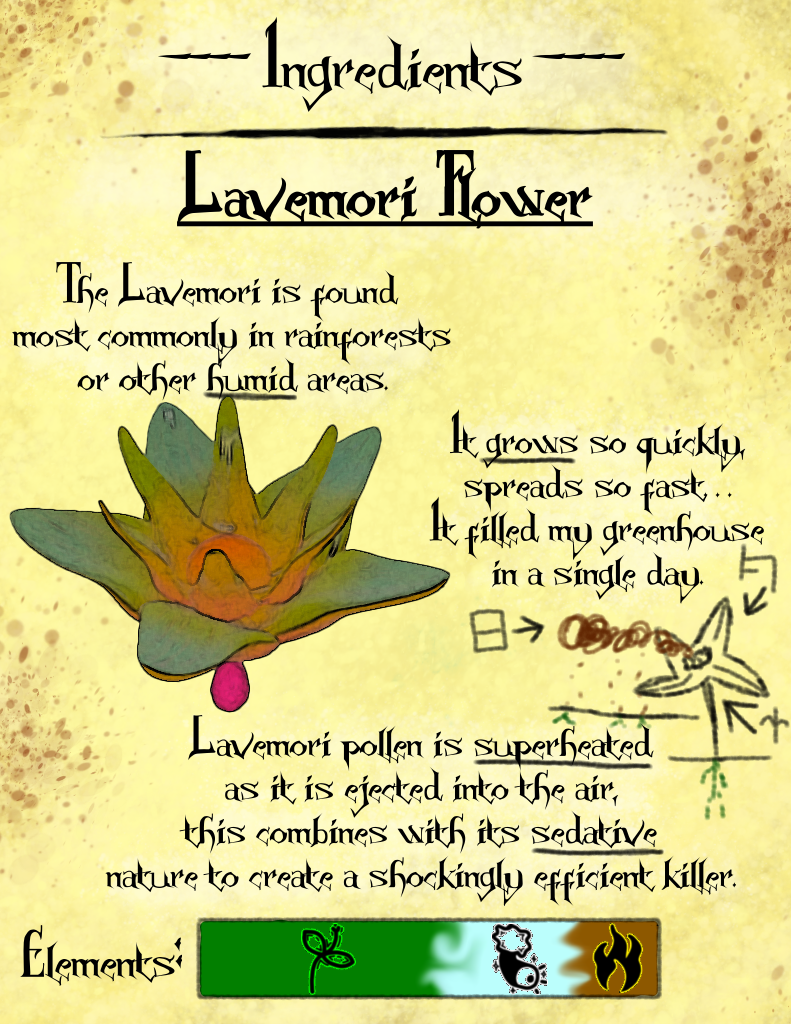 Ingredients
Lavemori Flower
The Lavemori is found
most commonly in rainforests
or other humid areas.
It grows so quickly,
spreads so fast...
It filled my greenhouse
in a single day.
Lavemori pollen is superheated
as it is ejected into the air,
this combines with its sedative
nature to create a shockingly efficient killer.
Elements: